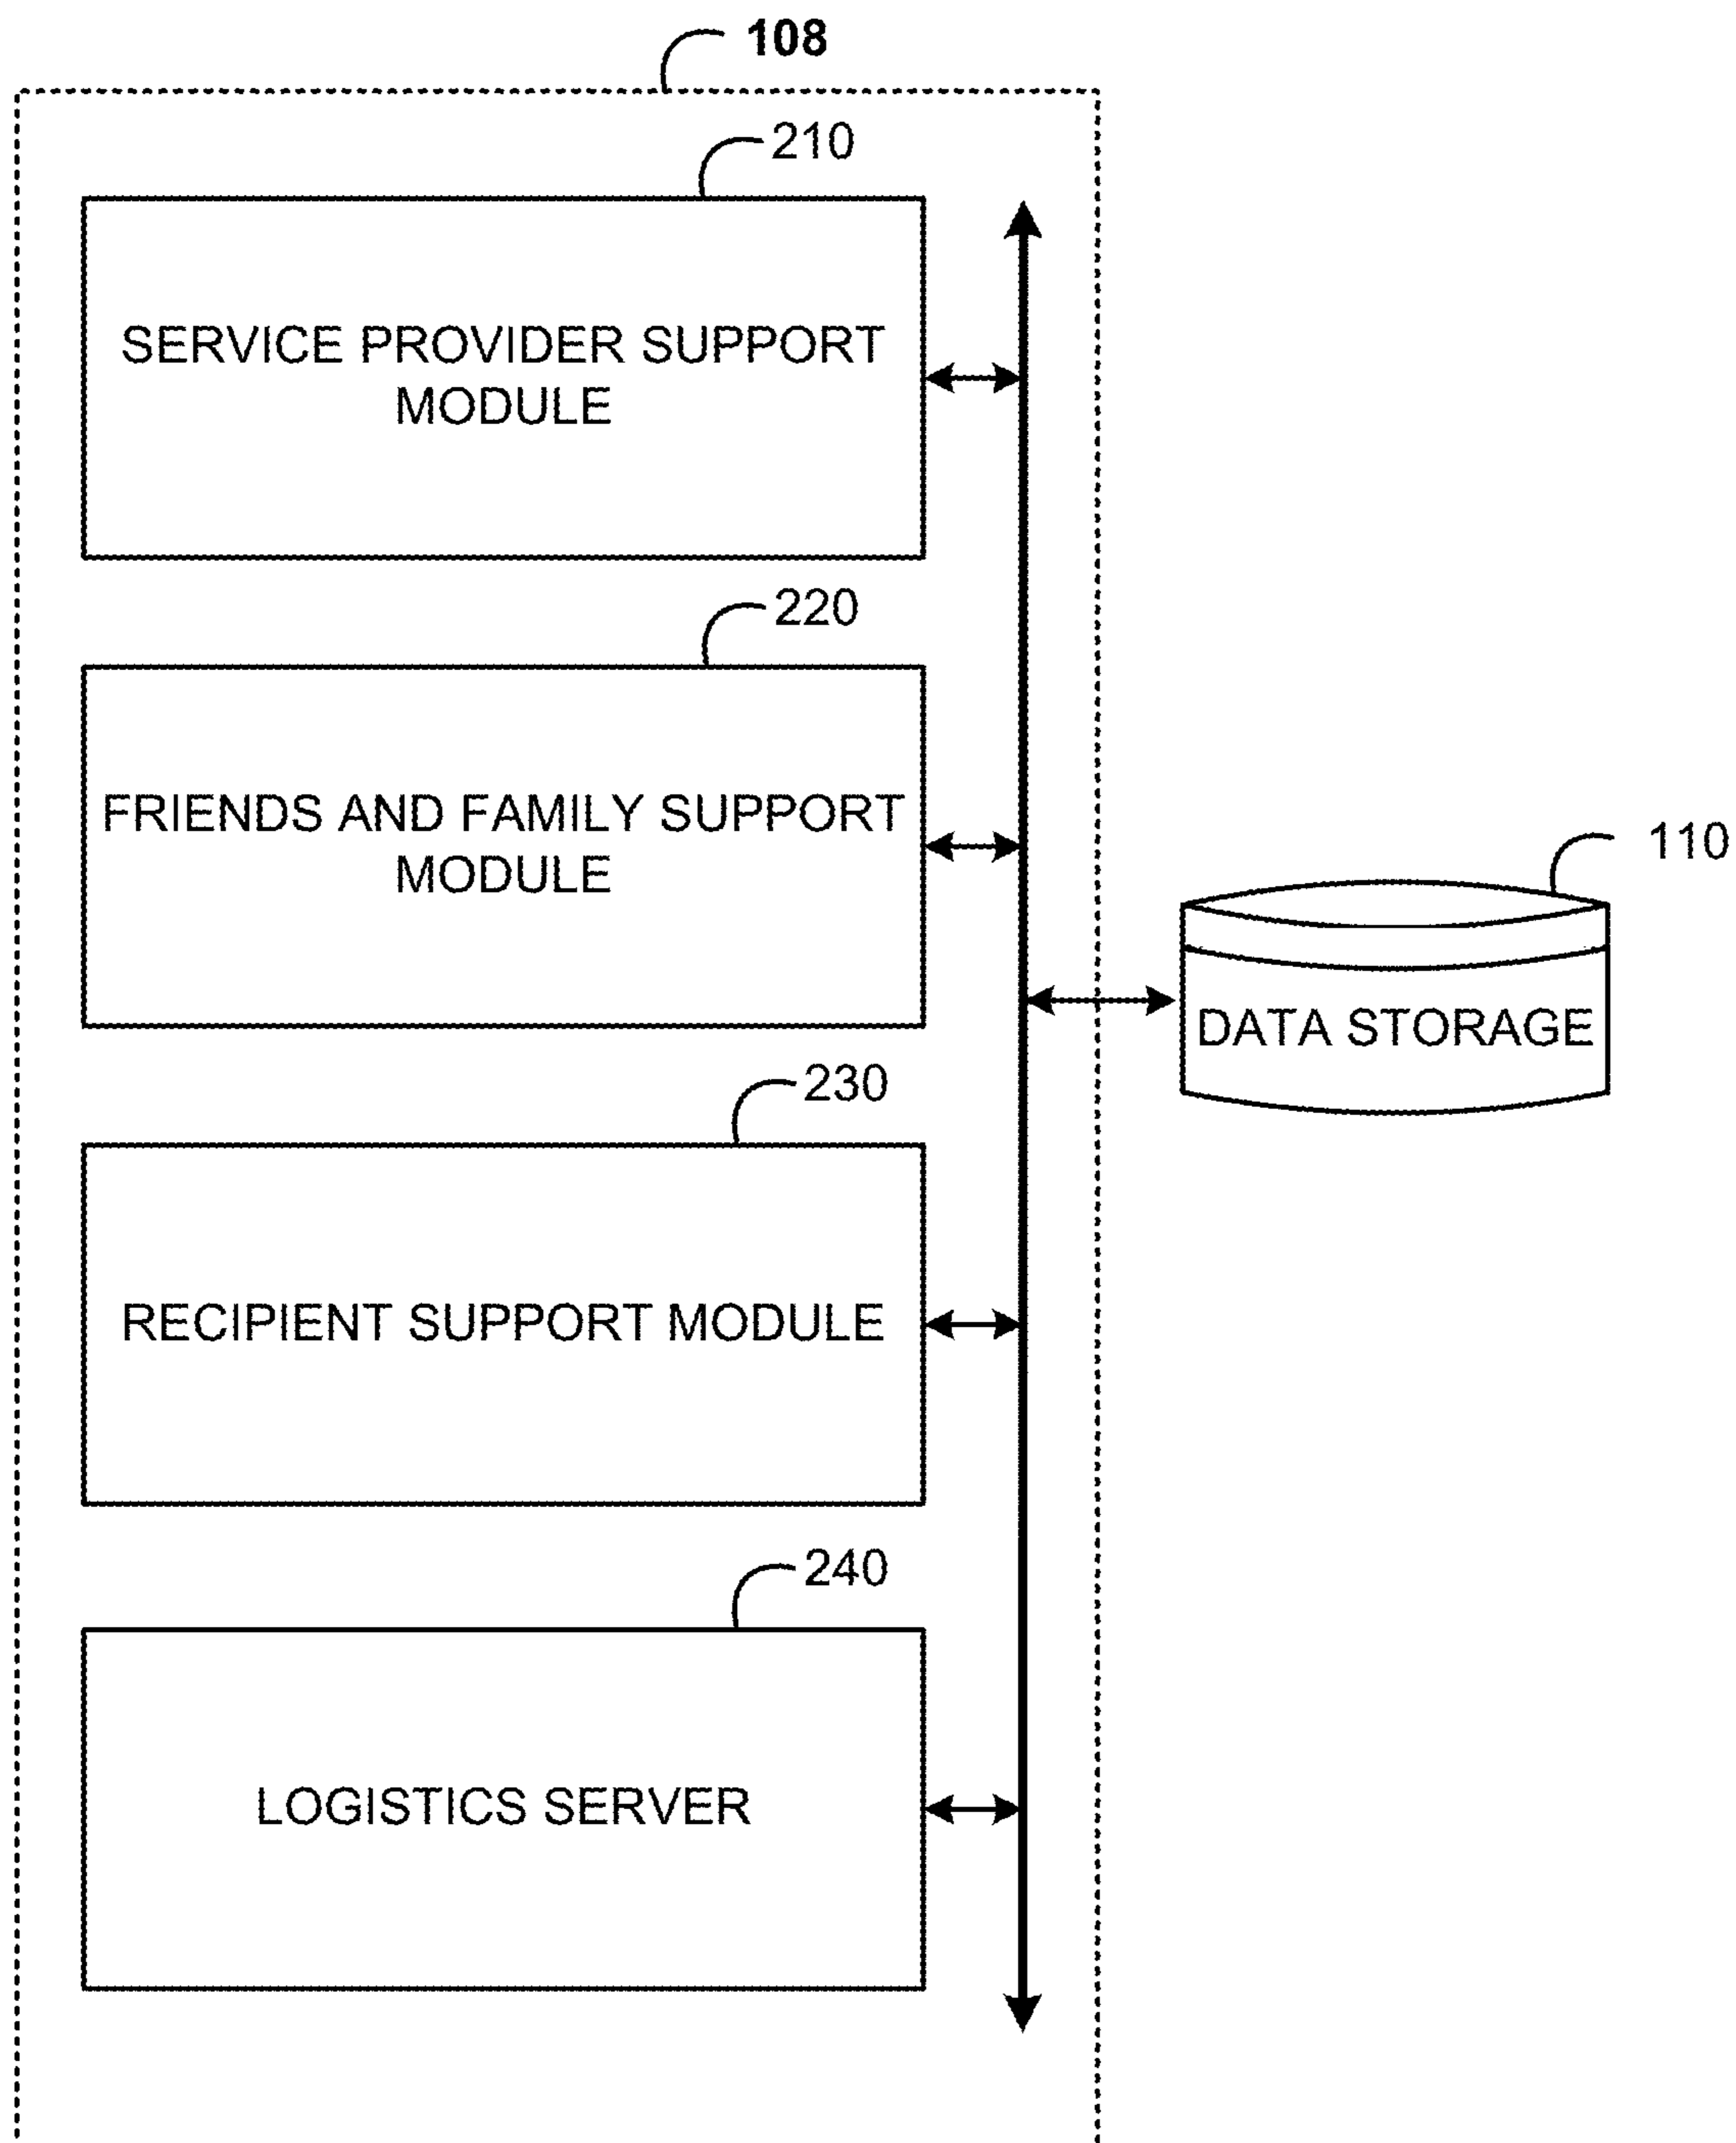 108
210
SERVICE PROVIDER SUPPORT
MODULE
220
FRIENDS AND FAMILY SUPPORT
MODULE
110
DATA STORAGE
230
RECIPIENT SUPPORT MODULE
240
LOGISTICS SERVER